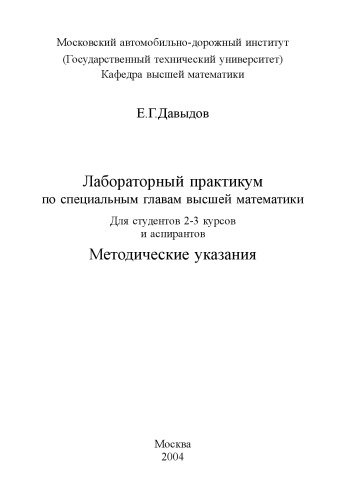 Московский автомобильно-дорожный институт
(Государственный технический университет)
Кафедра высшей математики
Е.Г.Давыдов
Лабораторный практикум
по специальным главам высшей математики
Для студентов 2-3 курсов
и аспирантов
Методические указания
Москва
2004